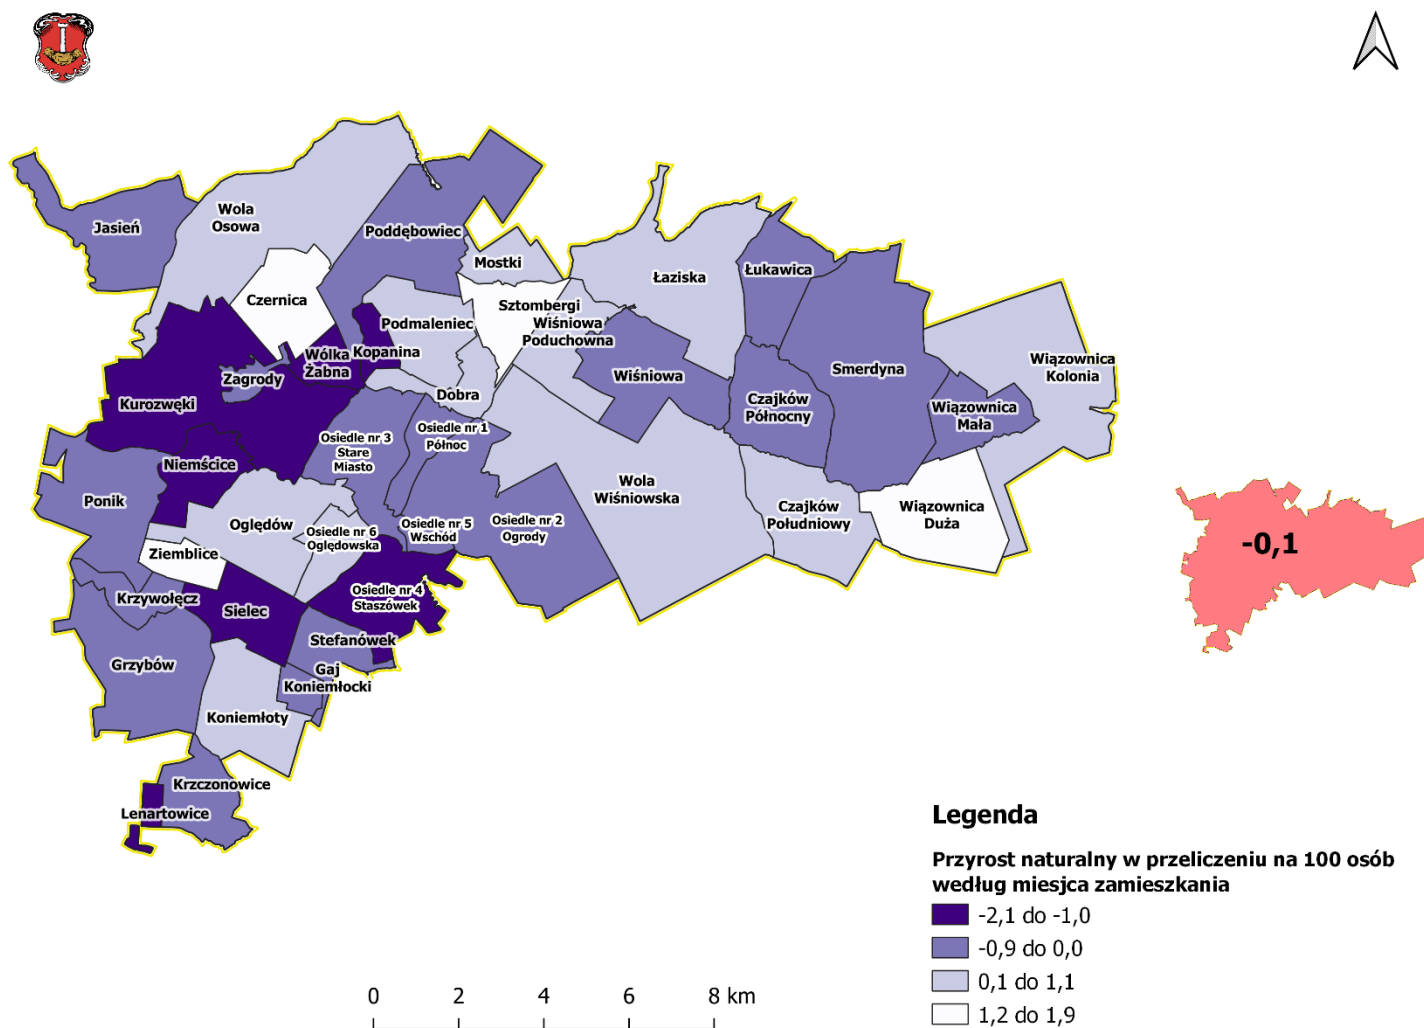 Wola
Osowa
Jasień
Poddębowiec
Mostki
Łaziska
Łukawica
Czernica
Sztombergi
Podmaleniec
Wiśniowa
Poduchowna
Wólka
Żabna
Kopanina
Zagrody
Dobra
Wiśniowa
Smerdyna
Wiązownica
Kolonia
Kurozwęki
Czajków
Północny
Wiązownica
Mała
Osiedle nr 3
Stare
Miasto
Osiedle nr 1
Północ
Niemścice
Ponik
Wola
Wiśniowska
Czajków
Południowy
Wiązownica
Duża
Oględów
Osiedle nr 6
Oględowska
Osiedle nr 5
Wschód
Osiedle nr 2
Ogrody
-0,1
Ziemblice
Krzywołęcz
Sielec
Osiedle nr 4
Staszówek
Stefanówek
Grzybów
Gaj
Koniemłocki
Koniemłoty
Krzczonowice
Lenartowice
Legenda
Przyrost naturalny w przeliczeniu na 100 osób
według miesjca zamieszkania
-2,1 do -1,0
-0,9 do 0,0
0,1 do 1,1
1,2 do 1,9
0 2 4 6 8 km